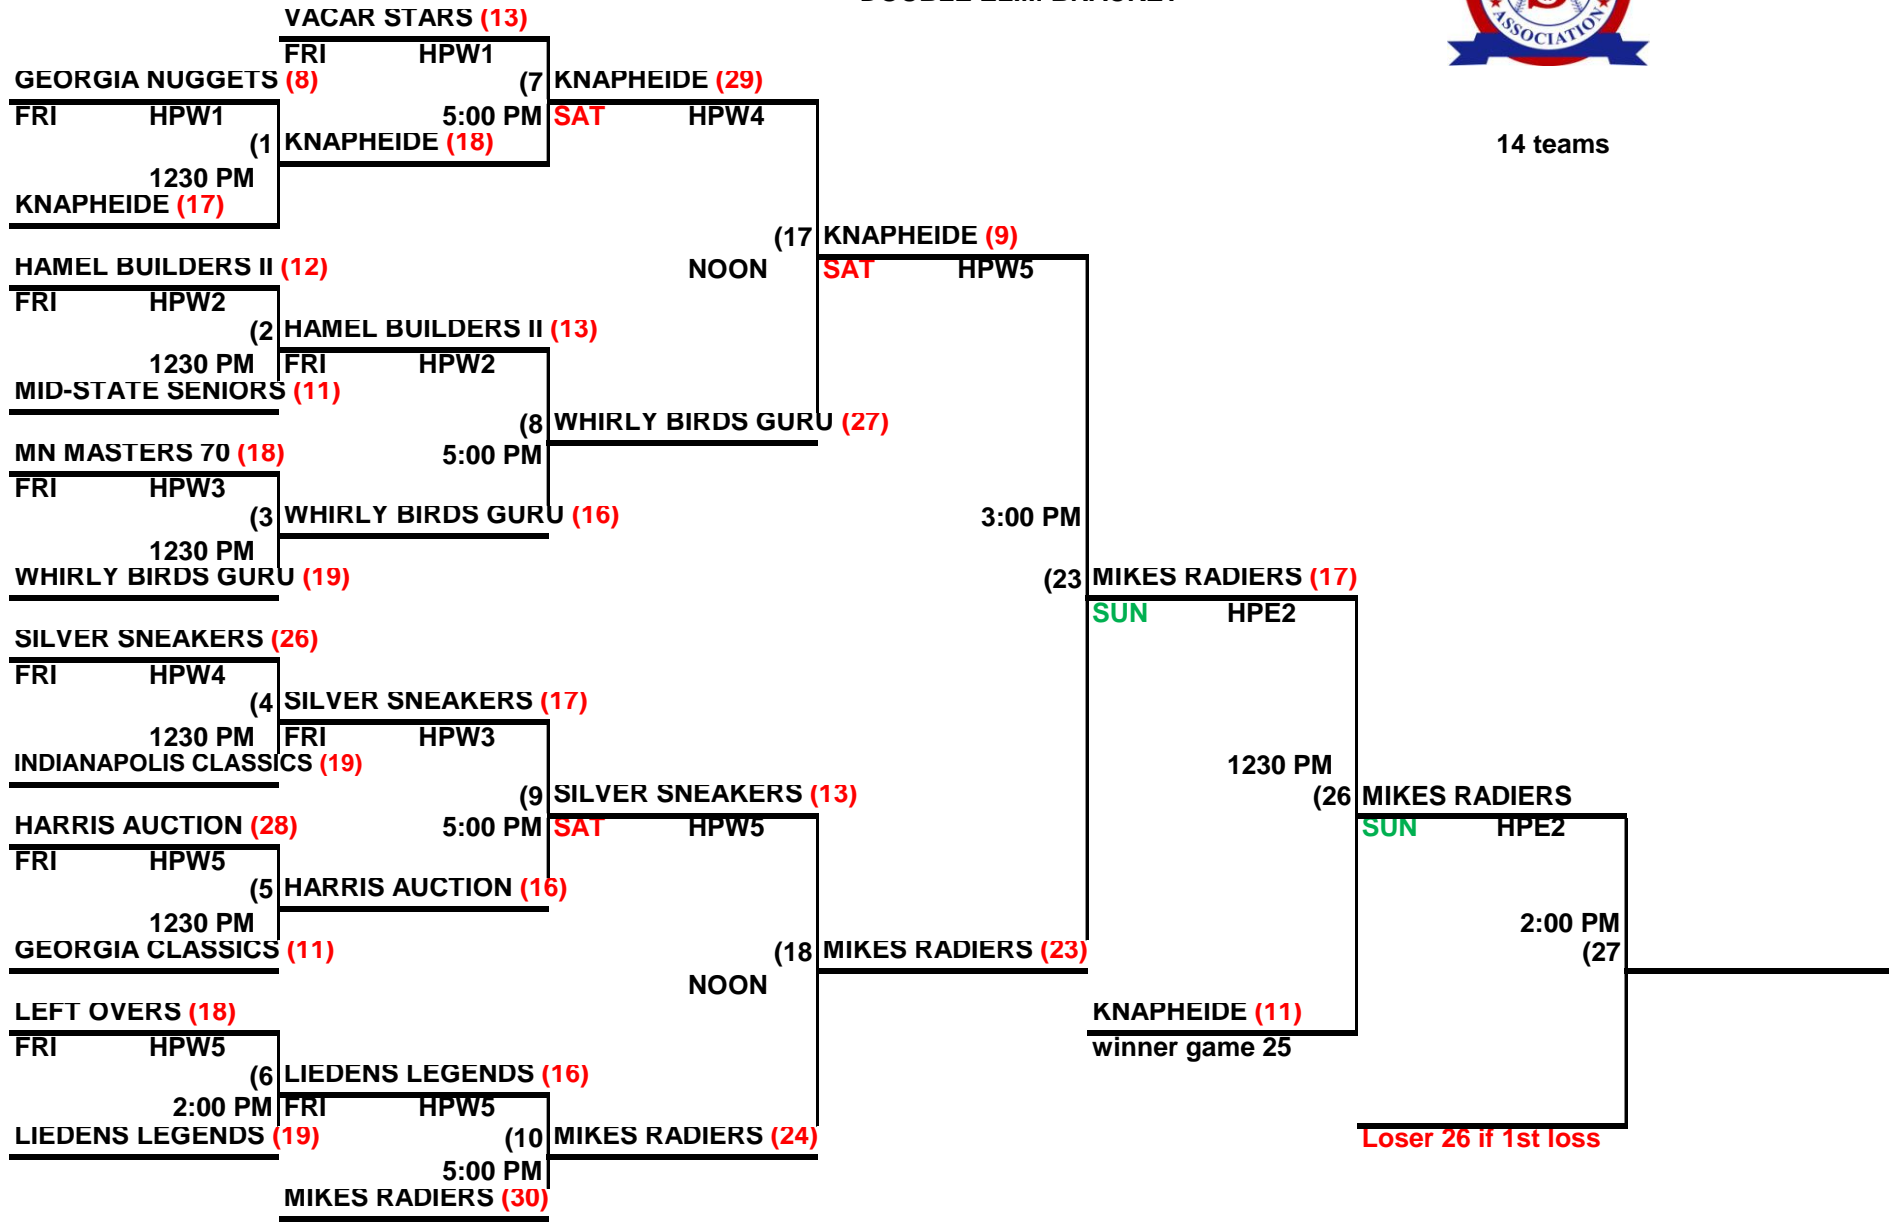 VACAR STARS (13)
FRI HPW1
GEORGIA NUGGETS (8)
(7 KNAPHEIDE (29)
FRI HPW1
5:00 PM SAT HPW4
(1 KNAPHEIDE (18)
14 teams
1230 PM
KNAPHEIDE (17)
(17 KNAPHEIDE (9)
HAMEL BUILDERS II (12)
NOON SAT HPW5
FRI HPW2
(2 HAMEL BUILDERS II (13)
1230 PM FRI HPW2
MID-STATE SENIORS (11)
(8 WHIRLY BIRDS GURU (27)
MN MASTERS 70 (18)
5:00 PM
FRI HPW3
(3 WHIRLY BIRDS GURU (16)
3:00 PM
1230 PM
WHIRLY BIRDS GURU (19)
(23 MIKES RADIERS (17)
SUN HPE2
SILVER SNEAKERS (26)
FRI HPW4
(4 SILVER SNEAKERS (17)
1230 PM FRI HPW3
INDIANAPOLIS CLASSICS (19)
1230 PM
(9 SILVER SNEAKERS (13)
(26 MIKES RADIERS
HARRIS AUCTION (28)
5:00 PM SAT HPW5
SUN HPE2
FRI HPW5
(5 HARRIS AUCTION (16)
1230 PM
2:00 PM
GEORGIA CLASSICS (11)
(18 MIKES RADIERS (23)
(27
NOON
LEFT OVERS (18)
KNAPHEIDE (11)
FRI HPW5
winner game 25
(6 LIEDENS LEGENDS (16)
2:00 PM FRI HPW5
LIEDENS LEGENDS (19)
(10 MIKES RADIERS (24)
Loser 26 if 1st loss
5:00 PM
MIKES RADIERS (30)
ASSOCIATION